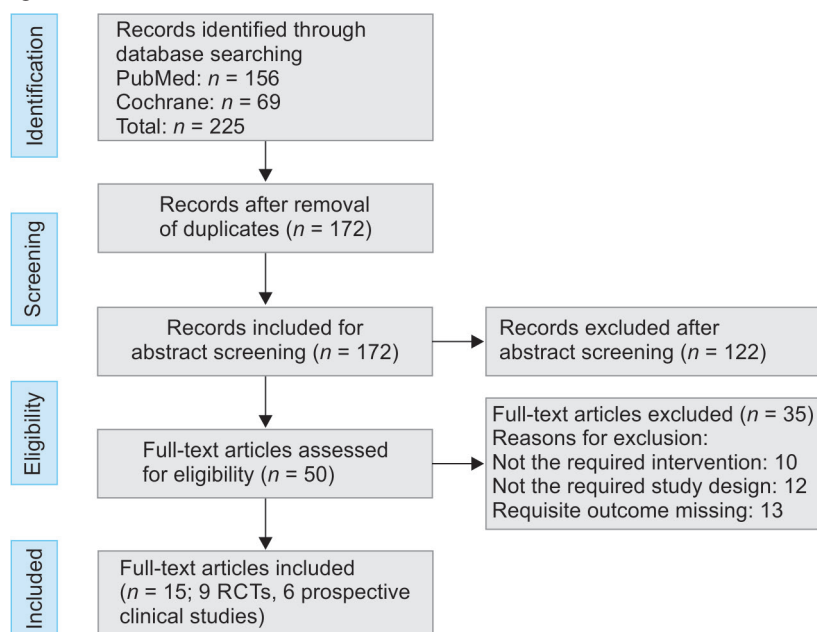 Identification
Records identified through
database searching
PubMed: n = 156
Cochrane: n = 69
Total: n = 225
Screening
Records after removal
of duplicates (n = 172)
Records included for
abstract screening (n = 172)
Records excluded after
abstract screening (n = 122)
Eligibility
Full-text articles assessed
for eligibility (n = 50)
Full-text articles excluded (n = 35)
Reasons for exclusion:
Not the required intervention: 10
Not the required study design: 12
Requisite outcome missing: 13
Included
Full-text articles included
(n = 15; 9 RCTs, 6 prospective
clinical studies)